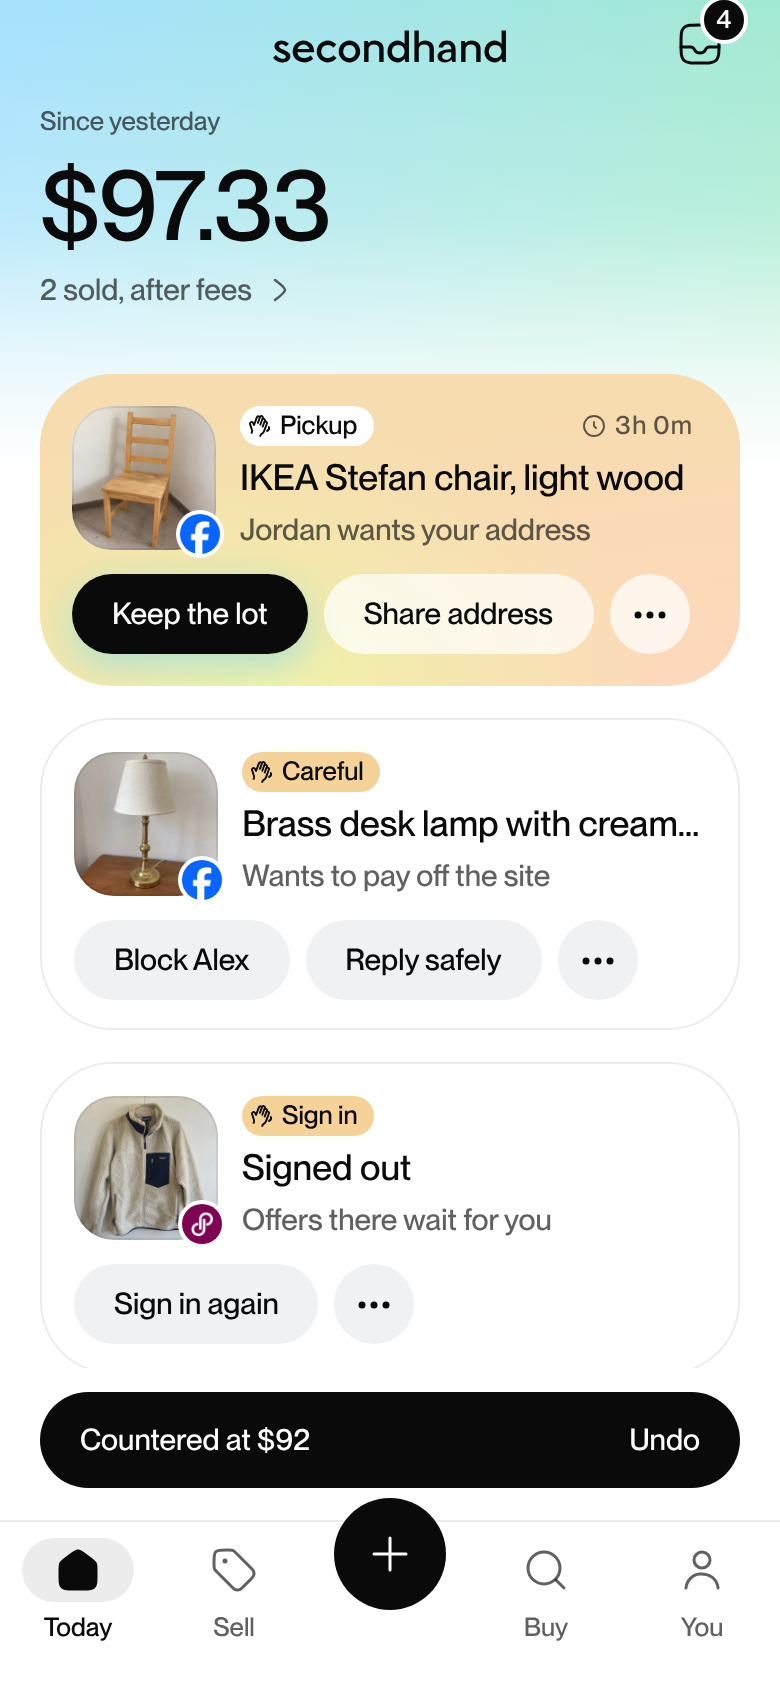 secondhand
4
Since yesterday
$97.33
2 sold, after fees
Pickup
3h 0m
IKEA Stefan chair, light wood
Jordan wants your address
Keep the lot
Share address
Careful
Brass desk lamp with cream...
Wants to pay off the site
Block Alex
Reply safely
Sign in
Signed out
Offers there wait for you
Sign in again
Countered at $92
Undo
Today
Sell
Buy
You